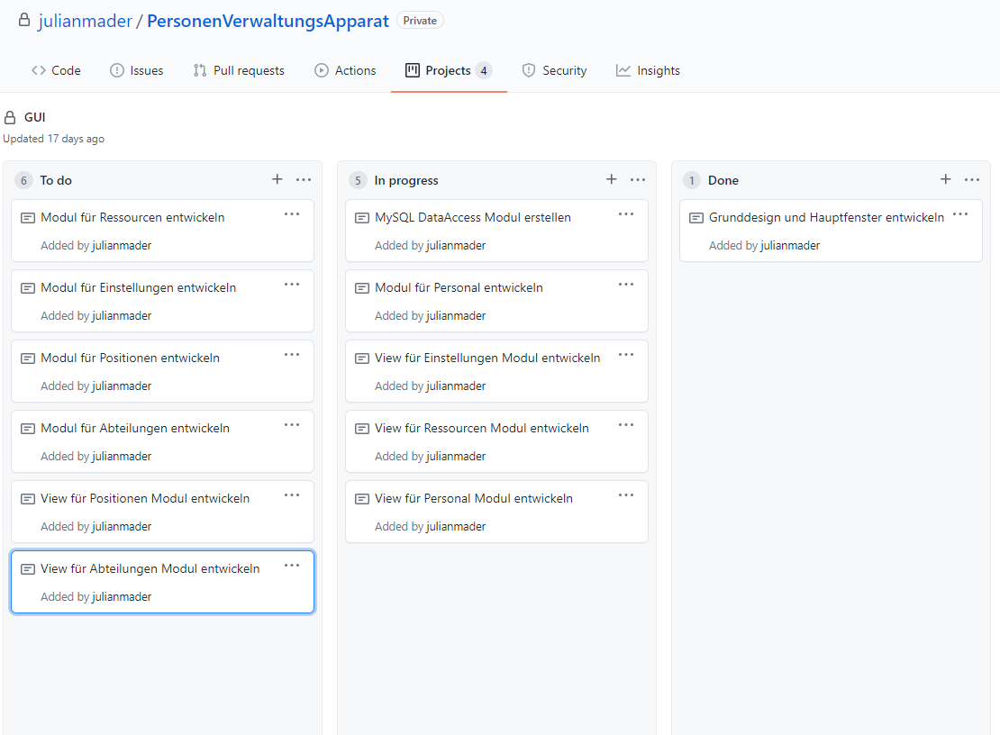 julianmader / PersonenVerwaltungsApparat Private
Code Issues Pull requests Actions Projects 4 Security Insights
GUI
Updated 17 days ago
6 To do
Modul für Ressourcen entwickeln
Added by julianmader
Modul für Einstellungen entwickeln
Added by julianmader
Modul für Positionen entwickeln
Added by julianmader
Modul für Abteilungen entwickeln
Added by julianmader
View für Positionen Modul entwickeln
Added by julianmader
View für Abteilungen Modul entwickeln
Added by julianmader
5 In progress
MySQL DataAccess Modul erstellen
Added by julianmader
Modul für Personal entwickeln
Added by julianmader
View für Einstellungen Modul entwickeln
Added by julianmader
View für Ressourcen Modul entwickeln
Added by julianmader
View für Personal Modul entwickeln
Added by julianmader
1 Done
Grunddesign und Hauptfenster entwickeln
Added by julianmader